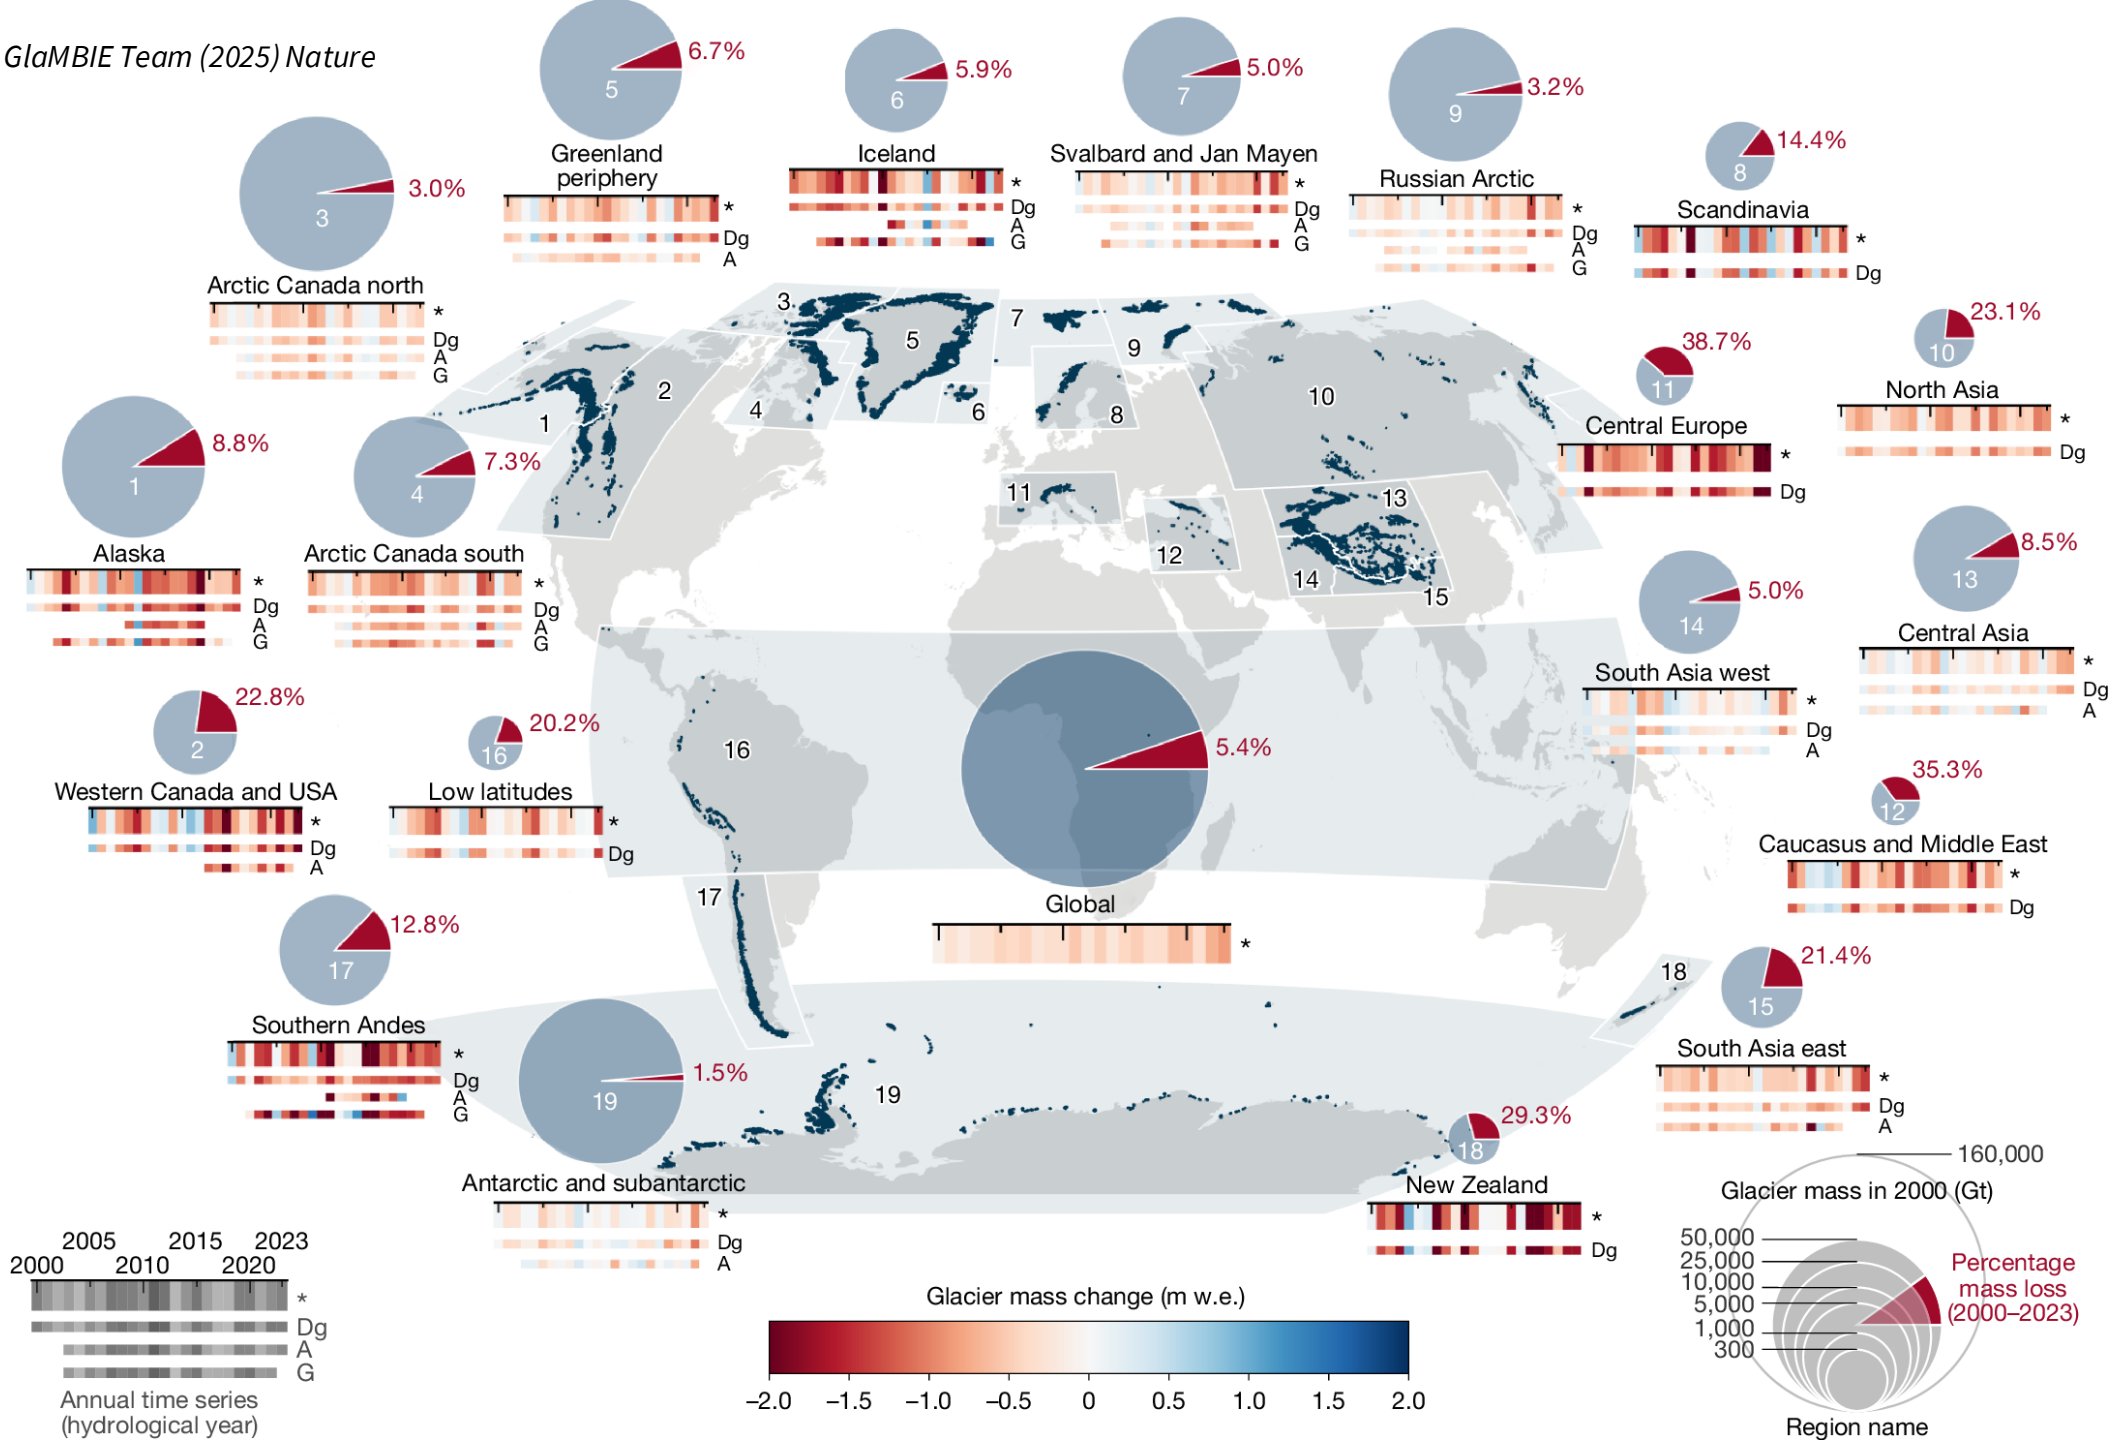 GlaMBIE Team (2025) Nature
6.7%
5
Greenland
periphery
*
Dg
A
5.9%
6
Iceland
*
Dg
A
G
5.0%
7
Svalbard and Jan Mayen
*
Dg
A
G
3.2%
9
Russian Arctic
*
Dg
A
G
14.4%
8
Scandinavia
*
Dg
3.0%
3
Arctic Canada north
*
Dg
A
G
23.1%
10
North Asia
*
Dg
38.7%
11
Central Europe
*
Dg
8.8%
1
Alaska
*
Dg
A
G
7.3%
4
Arctic Canada south
*
Dg
A
G
3
5
7
9
2
1
4
6
8
10
11
12
13
14
15
16
17
18
19
8.5%
13
Central Asia
*
Dg
A
5.0%
14
South Asia west
*
Dg
A
22.8%
2
Western Canada and USA
*
Dg
A
20.2%
16
Low latitudes
*
Dg
5.4%
Global
*
35.3%
12
Caucasus and Middle East
*
Dg
12.8%
17
Southern Andes
*
Dg
A
G
21.4%
15
South Asia east
*
Dg
A
1.5%
19
Antarctic and subantarctic
*
Dg
A
29.3%
18
New Zealand
*
Dg
2005 2015 2023
2000 2010 2020
*
Dg
A
G
Annual time series
(hydrological year)
Glacier mass change (m w.e.)
–2.0 –1.5 –1.0 –0.5 0 0.5 1.0 1.5 2.0
160,000
Glacier mass in 2000 (Gt)
50,000
25,000
10,000
5,000
1,000
300
Percentage
mass loss
(2000–2023)
Region name